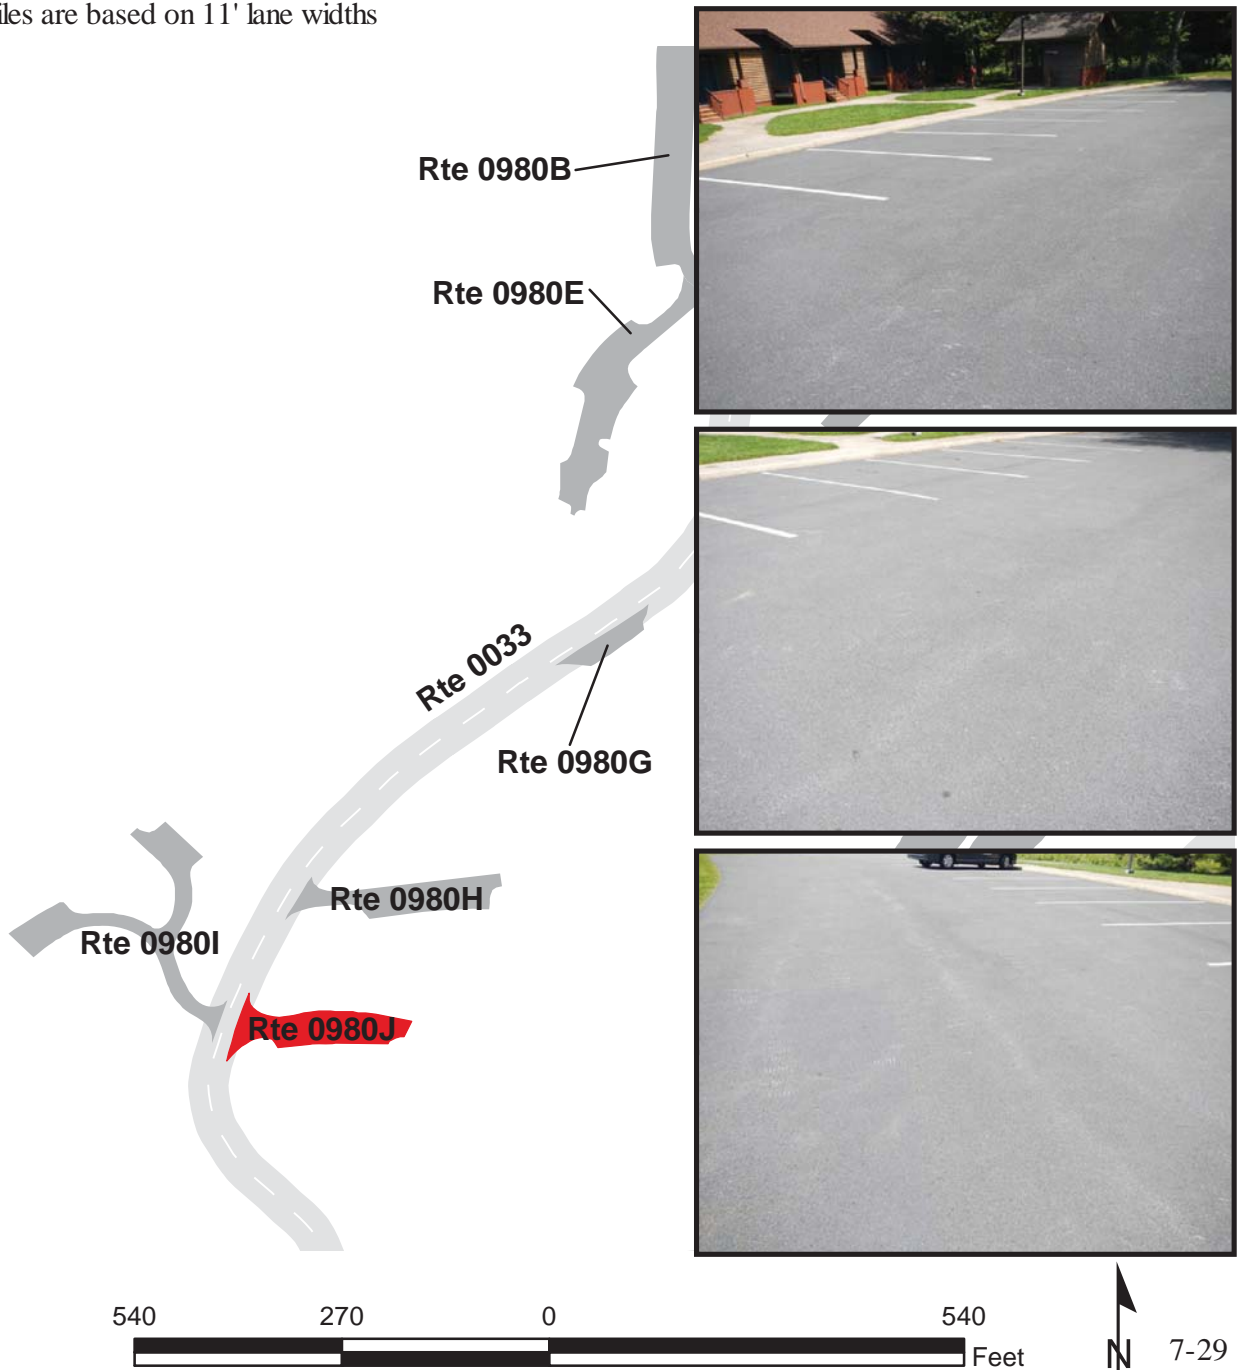 iles are based on 11' lane widths
Rte 0980B
Rte 0980E
Rte 0033
Rte 0980G
Rte 0980H
Rte 0980I
Rte 0980J
540 270 0 540
Feet
N
7-29